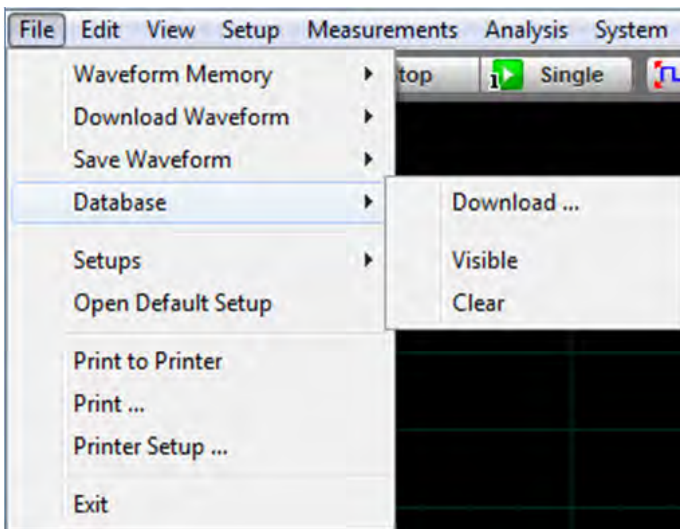 File Edit View Setup Measurements Analysis System
Waveform Memory
top
Single
Download Waveform
Save Waveform
Database
Download ...
Setups
Visible
Open Default Setup
Clear
Print to Printer
Print ...
Printer Setup ...
Exit